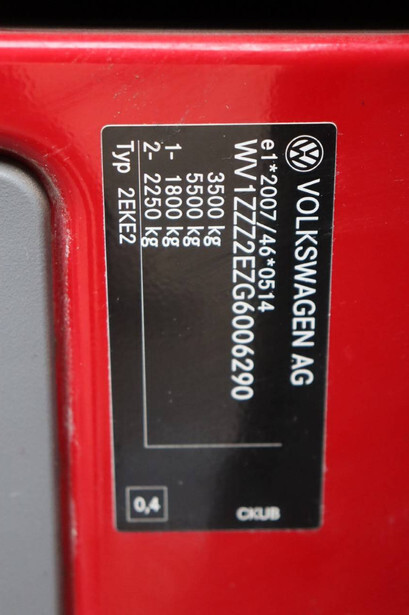 VOLKSWAGEN AG
e1*2007/46*0514
WV1ZZZ2EZG6006290
3500 kg
5500 kg
1- 1800 kg
2- 2250 kg
Typ 2EKE2
0,4
CKUB